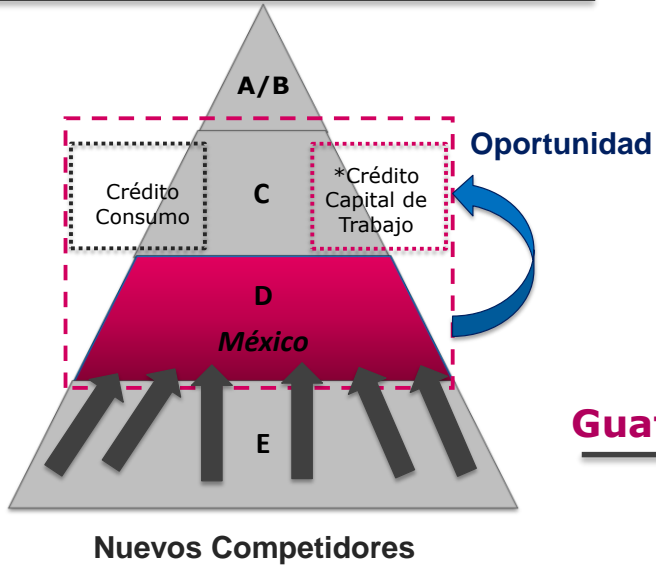 A/B
Oportunidad
Crédito
Consumo
C
*Crédito
Capital de
Trabajo
D
México
E
Nuevos Competidores